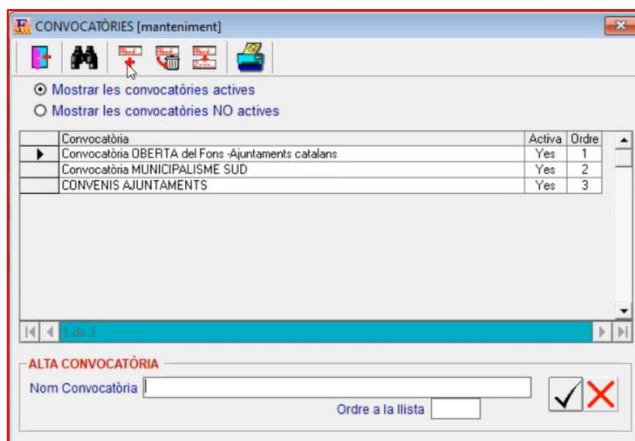 CONVOCATÒRIES [manteniment]
Mostrar les convocatòries actives
Mostrar les convocatòries NO actives
Convocatòria Activa Ordre
Convocatòria OBERTA del Fons -Ajuntaments catalans Yes 1
Convocatòria MUNICIPALISME SUD Yes 2
CONVENIS AJUNTAMENTS Yes 3
1 de 3
ALTA CONVOCATÒRIA
Nom Convocatòria
Ordre a la llista